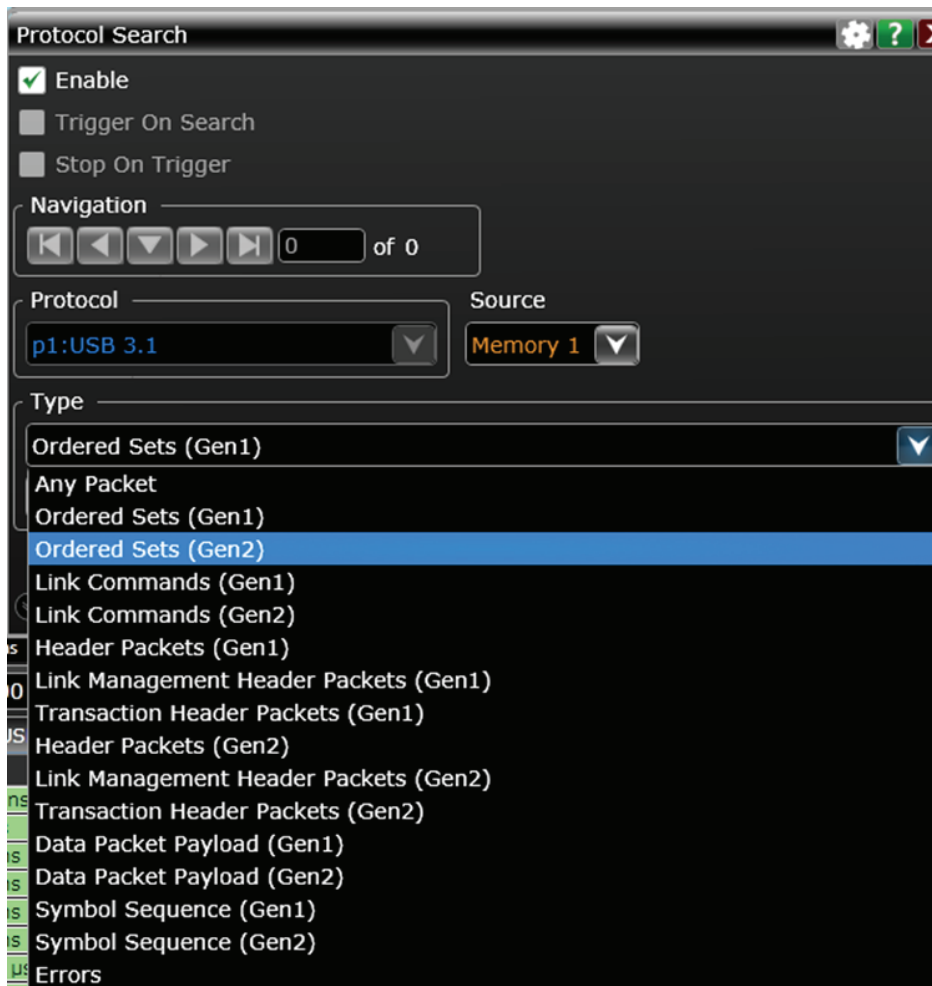 Protocol Search
?
Enable
Trigger On Search
Stop On Trigger
Navigation
0 of 0
Protocol Source
p1:USB 3.1 Memory 1
Type
Ordered Sets (Gen1)
Any Packet
Ordered Sets (Gen1)
Ordered Sets (Gen2)
Link Commands (Gen1)
Link Commands (Gen2)
Header Packets (Gen1)
Link Management Header Packets (Gen1)
Transaction Header Packets (Gen1)
Header Packets (Gen2)
Link Management Header Packets (Gen2)
Transaction Header Packets (Gen2)
Data Packet Payload (Gen1)
Data Packet Payload (Gen2)
Symbol Sequence (Gen1)
Symbol Sequence (Gen2)
µs Errors